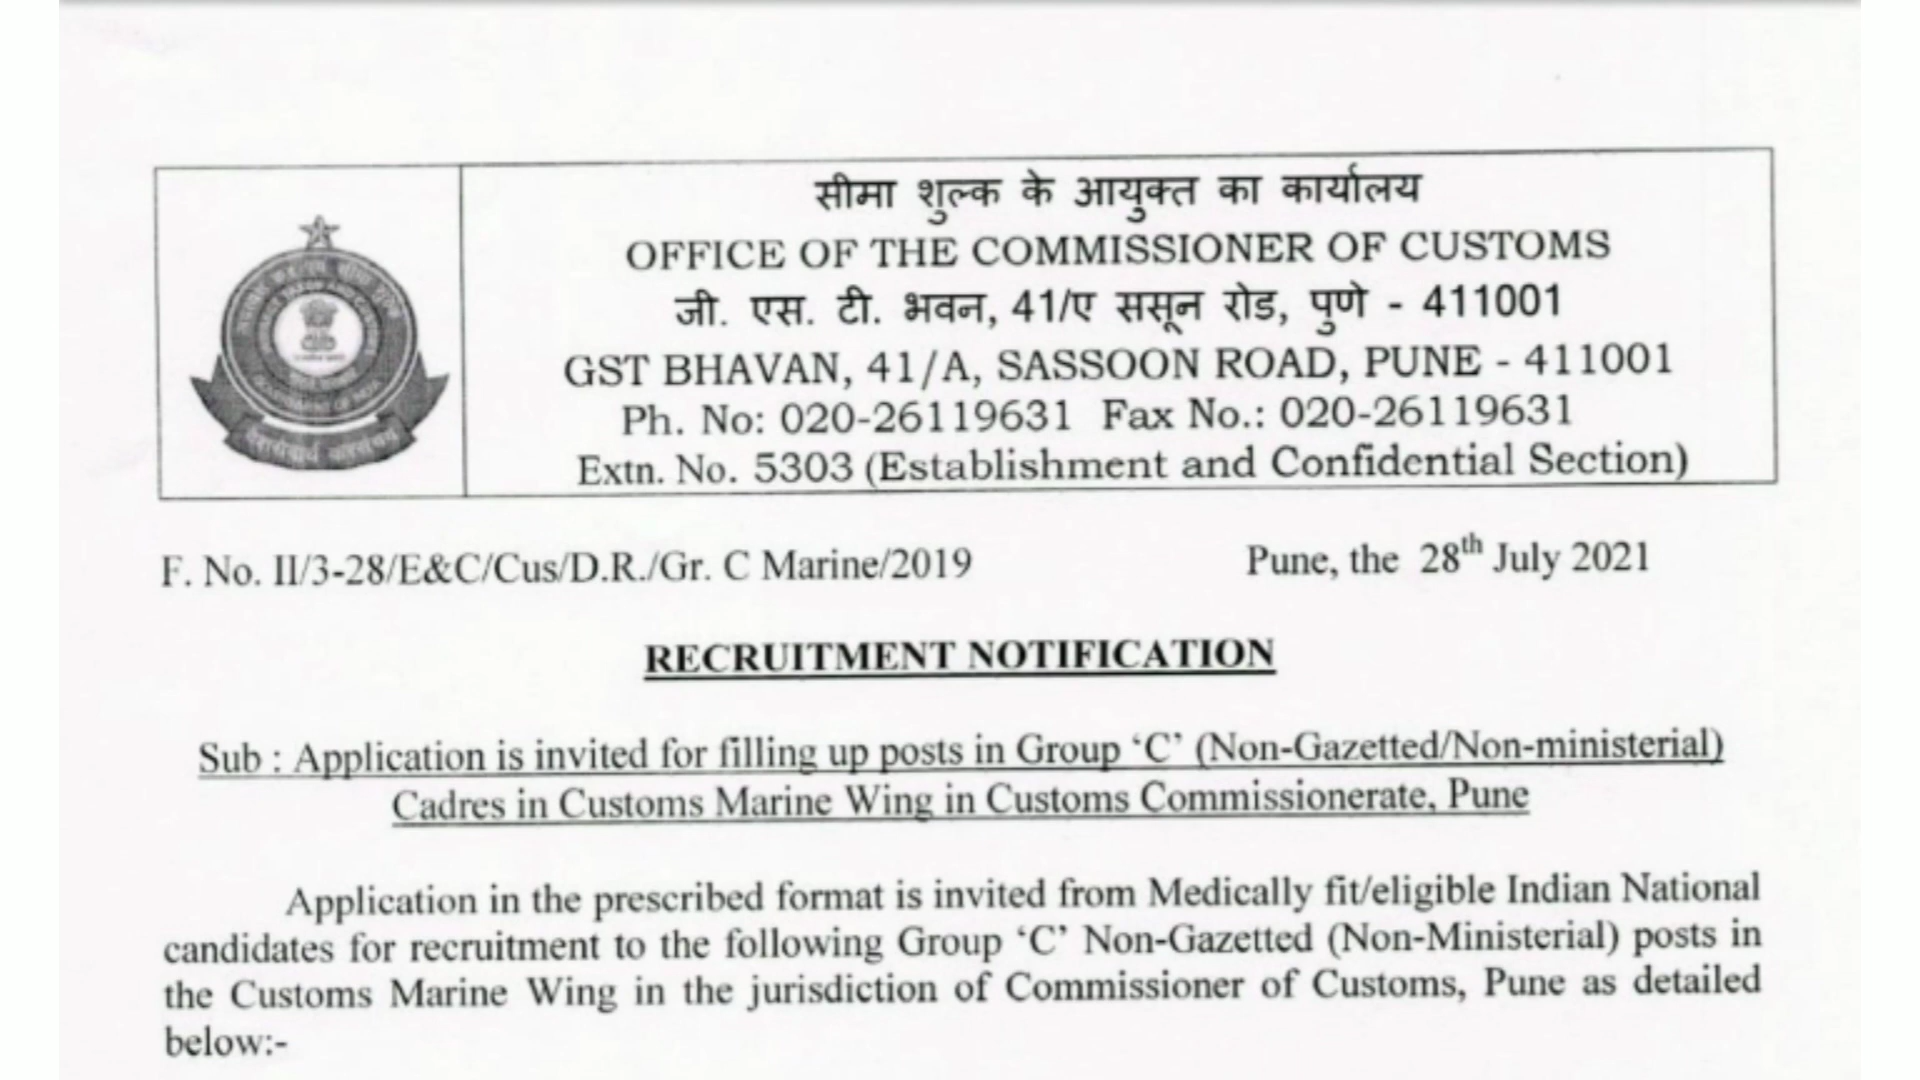 सीमा शुल्क के आयुक्त का कार्यालय
OFFICE OF THE COMMISSIONER OF CUSTOMS
जी. एस. टी. भवन, 41/ए ससून रोड, पुणे - 411001
GST BHAVAN, 41/A, SASSOON ROAD, PUNE - 411001
Ph. No: 020-26119631 Fax No.: 020-26119631
Extn. No. 5303 (Establishment and Confidential Section)
F. No. II/3-28/E&C/Cus/D.R./Gr. C Marine/2019 Pune, the 28th July 2021
RECRUITMENT NOTIFICATION
Sub : Application is invited for filling up posts in Group ‘C’ (Non-Gazetted/Non-ministerial)
Cadres in Customs Marine Wing in Customs Commissionerate, Pune
Application in the prescribed format is invited from Medically fit/eligible Indian National
candidates for recruitment to the following Group ‘C’ Non-Gazetted (Non-Ministerial) posts in
the Customs Marine Wing in the jurisdiction of Commissioner of Customs, Pune as detailed
below:-